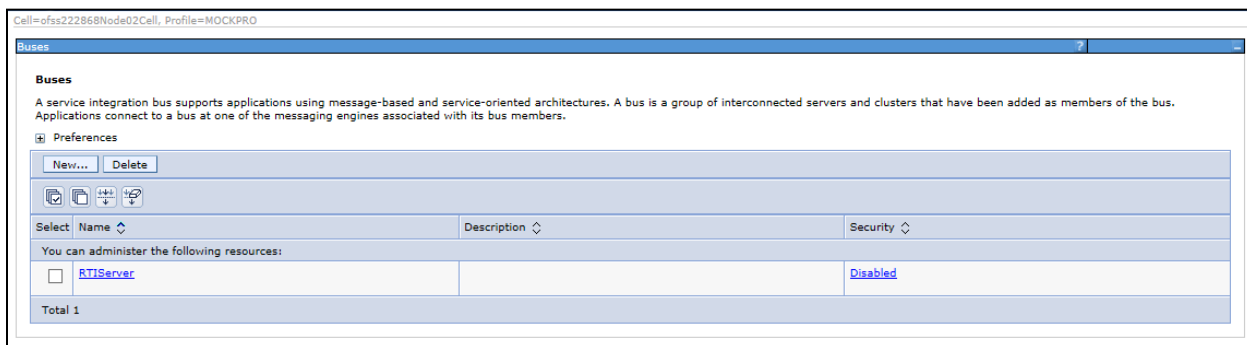 Cell=ofss222868Node02Cell, Profile=MOCKPRO
Buses ? –
Buses
A service integration bus supports applications using message-based and service-oriented architectures. A bus is a group of interconnected servers and clusters that have been added as members of the bus.
Applications connect to a bus at one of the messaging engines associated with its bus members.
Preferences
New... Delete
Select Name Description Security
You can administer the following resources:
RTIServer Disabled
Total 1